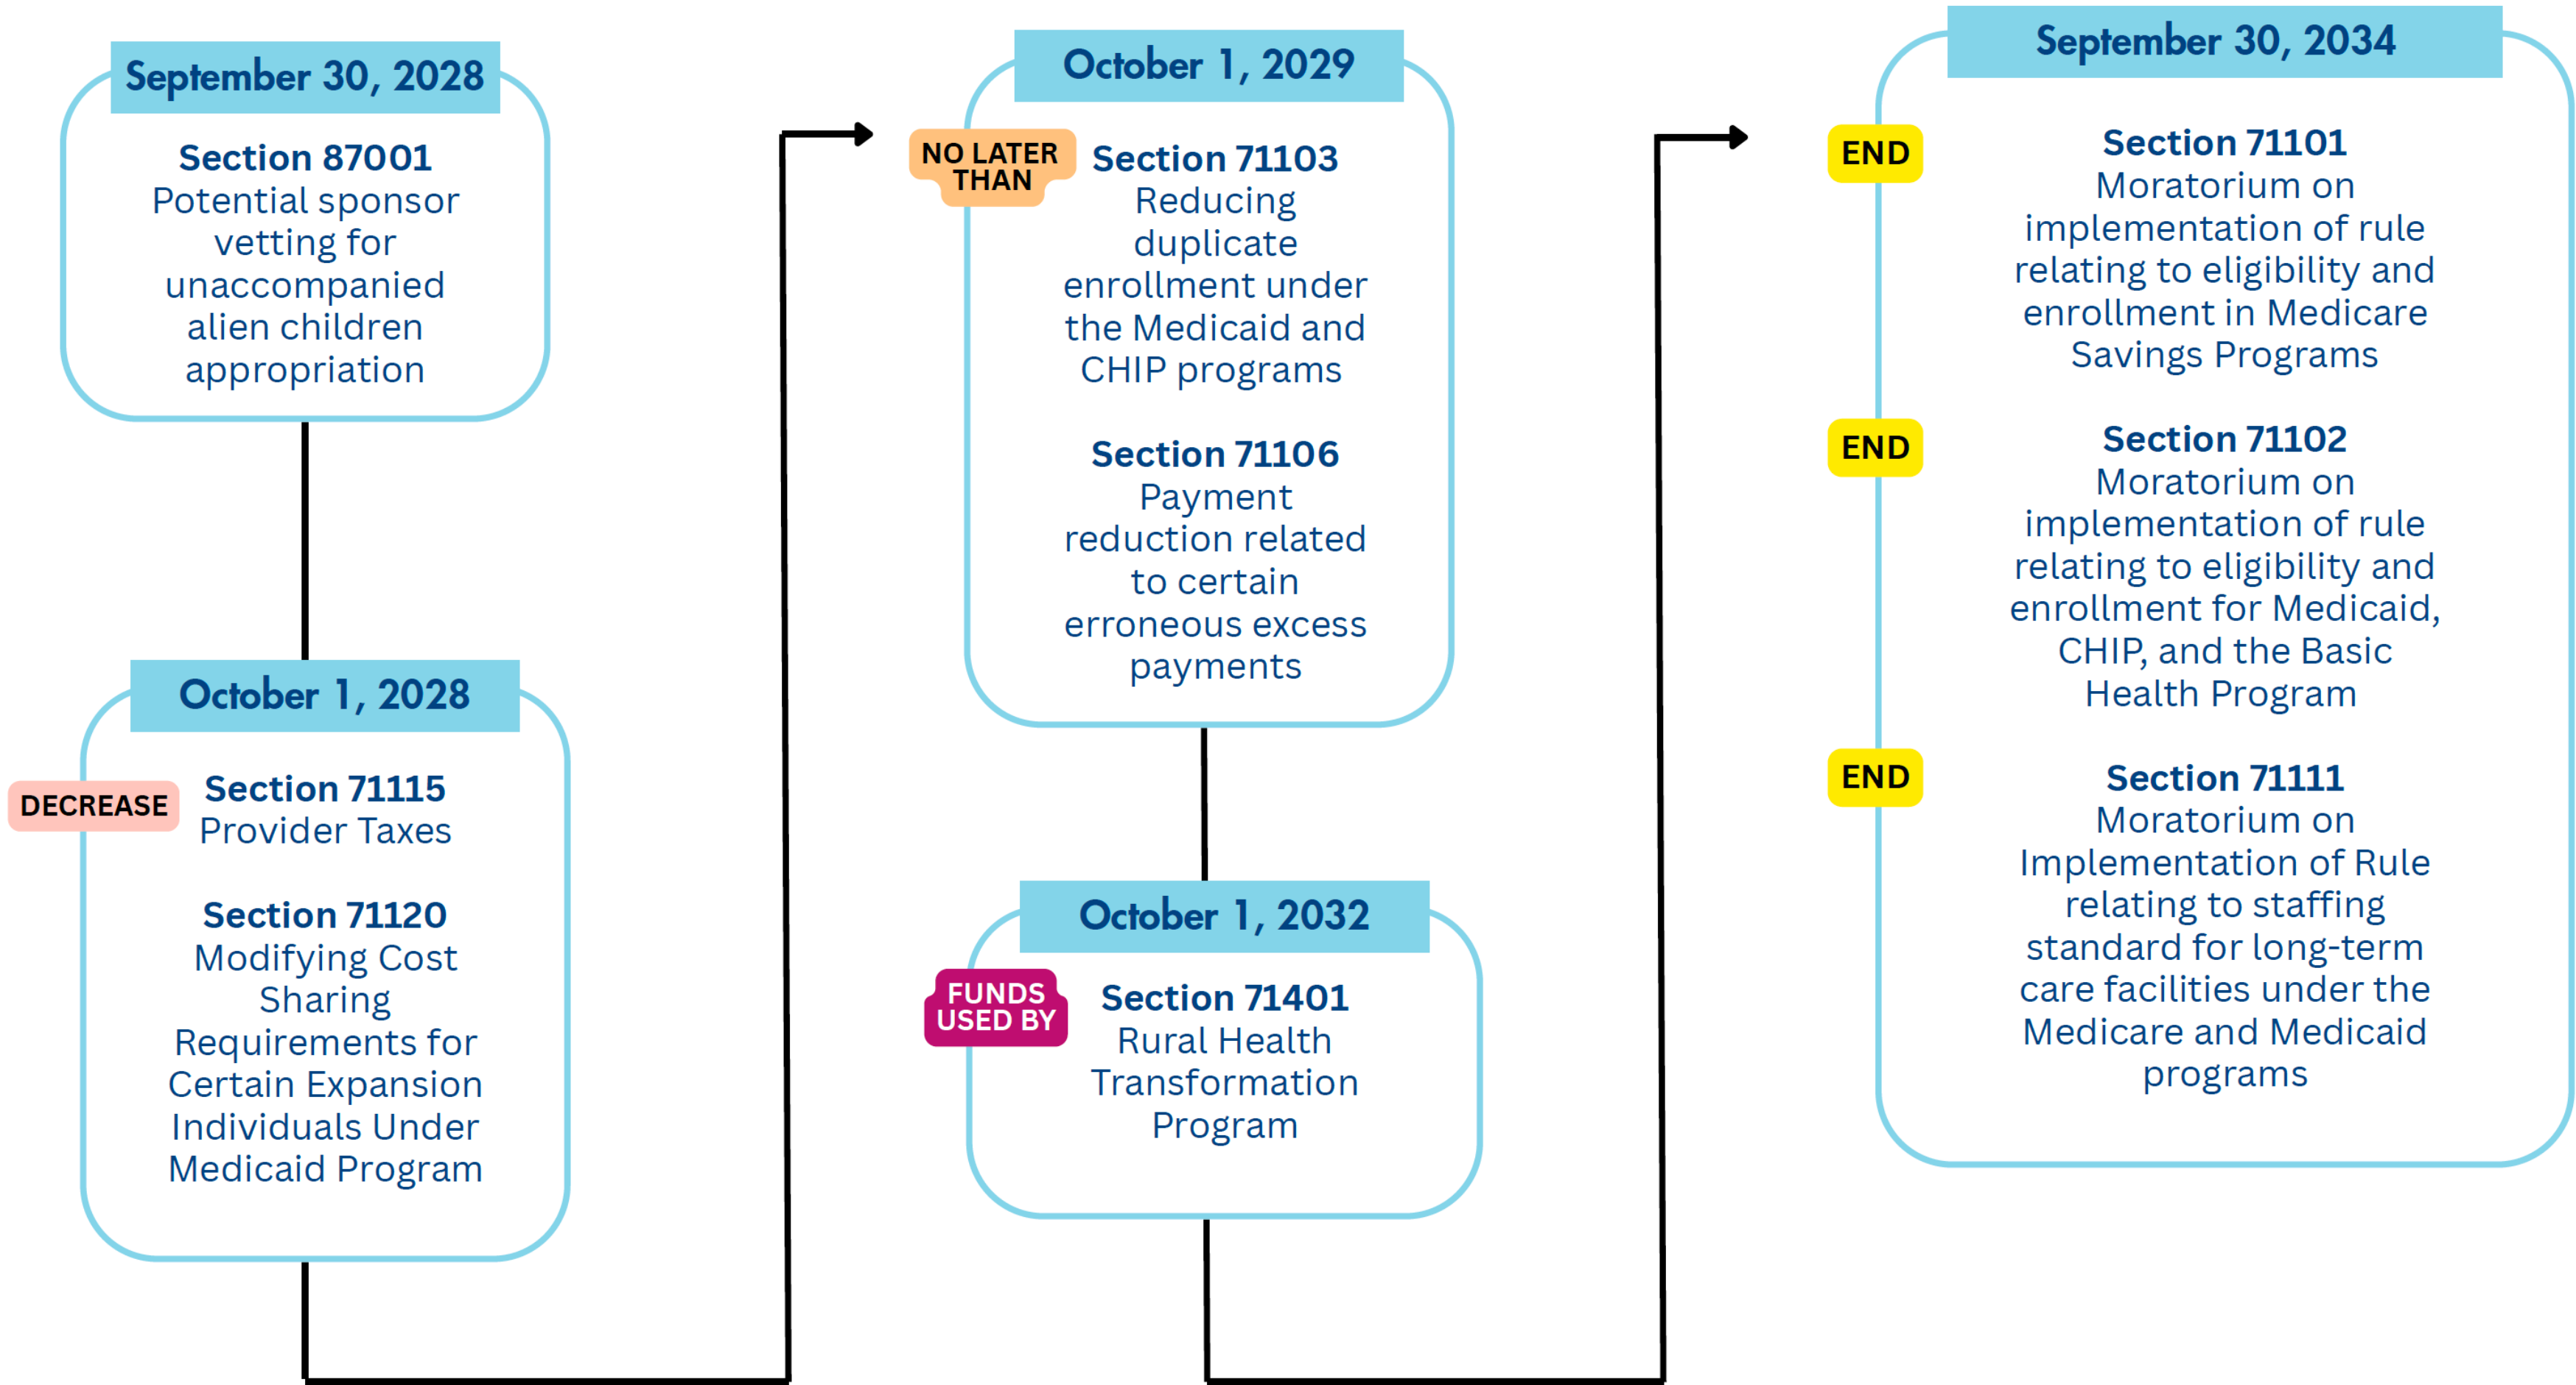 September 30, 2028
Section 87001
Potential sponsor
vetting for
unaccompanied
alien children
appropriation
October 1, 2028
DECREASE
Section 71115
Provider Taxes
Section 71120
Modifying Cost
Sharing
Requirements for
Certain Expansion
Individuals Under
Medicaid Program
October 1, 2029
NO LATER
THAN
Section 71103
Reducing
duplicate
enrollment under
the Medicaid and
CHIP programs
Section 71106
Payment
reduction related
to certain
erroneous excess
payments
October 1, 2032
FUNDS
USED BY
Section 71401
Rural Health
Transformation
Program
September 30, 2034
END
Section 71101
Moratorium on
implementation of rule
relating to eligibility and
enrollment in Medicare
Savings Programs
END
Section 71102
Moratorium on
implementation of rule
relating to eligibility and
enrollment for Medicaid,
CHIP, and the Basic
Health Program
END
Section 71111
Moratorium on
Implementation of Rule
relating to staffing
standard for long-term
care facilities under the
Medicare and Medicaid
programs